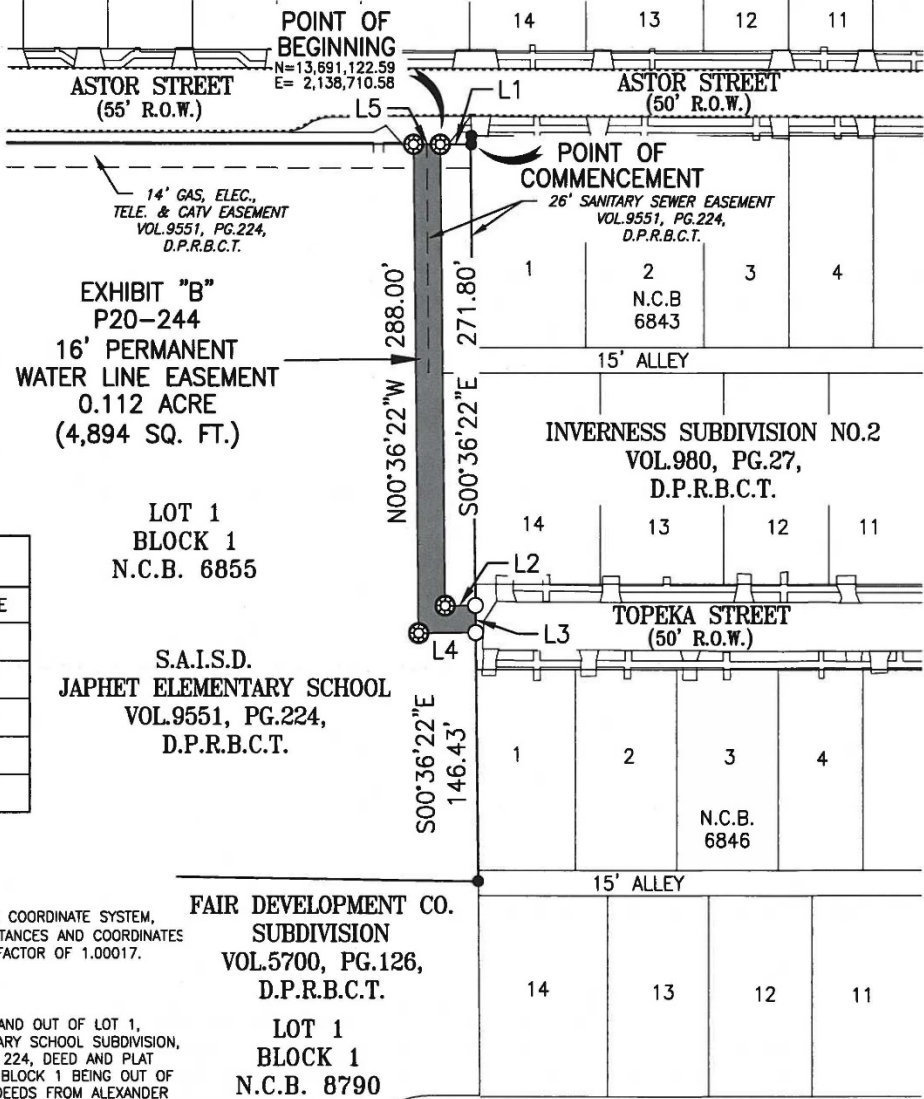 14 13 12 11
POINT OF
BEGINNING
N=13,691,122.59
E= 2,138,710.58
ASTOR STREET
(55' R.O.W.)
L5
L1
ASTOR STREET
(50' R.O.W.)
POINT OF
COMMENCEMENT
14' GAS, ELEC.,
TELE. & CATV EASEMENT
VOL.9551, PG.224,
D.P.R.B.C.T.
26' SANITARY SEWER EASEMENT
VOL.9551, PG.224,
D.P.R.B.C.T.
EXHIBIT "B"
P20-244
16' PERMANENT
WATER LINE EASEMENT
0.112 ACRE
(4,894 SQ. FT.)
N00°36'22"W 288.00'
S00°36'22"E 271.80'
1 2 3 4
N.C.B
6843
15' ALLEY
INVERNESS SUBDIVISION NO.2
VOL.980, PG.27,
D.P.R.B.C.T.
LOT 1
BLOCK 1
N.C.B. 6855
14 13 12 11
L2
TOPEKA STREET
(50' R.O.W.)
L3
L4
E
S.A.I.S.D.
JAPHET ELEMENTARY SCHOOL
VOL.9551, PG.224,
D.P.R.B.C.T.
S00°36'22"E
146.43'
1 2 3 4
N.C.B.
6846
15' ALLEY
COORDINATE SYSTEM,
TANCES AND COORDINATES
FACTOR OF 1.00017.
FAIR DEVELOPMENT CO.
SUBDIVISION
VOL.5700, PG.126,
D.P.R.B.C.T.
14 13 12 11
LOT 1
BLOCK 1
N.C.B. 8790
AND OUT OF LOT 1,
ARY SCHOOL SUBDIVISION,
224, DEED AND PLAT
BLOCK 1 BEING OUT OF
DEEDS FROM ALEXANDER